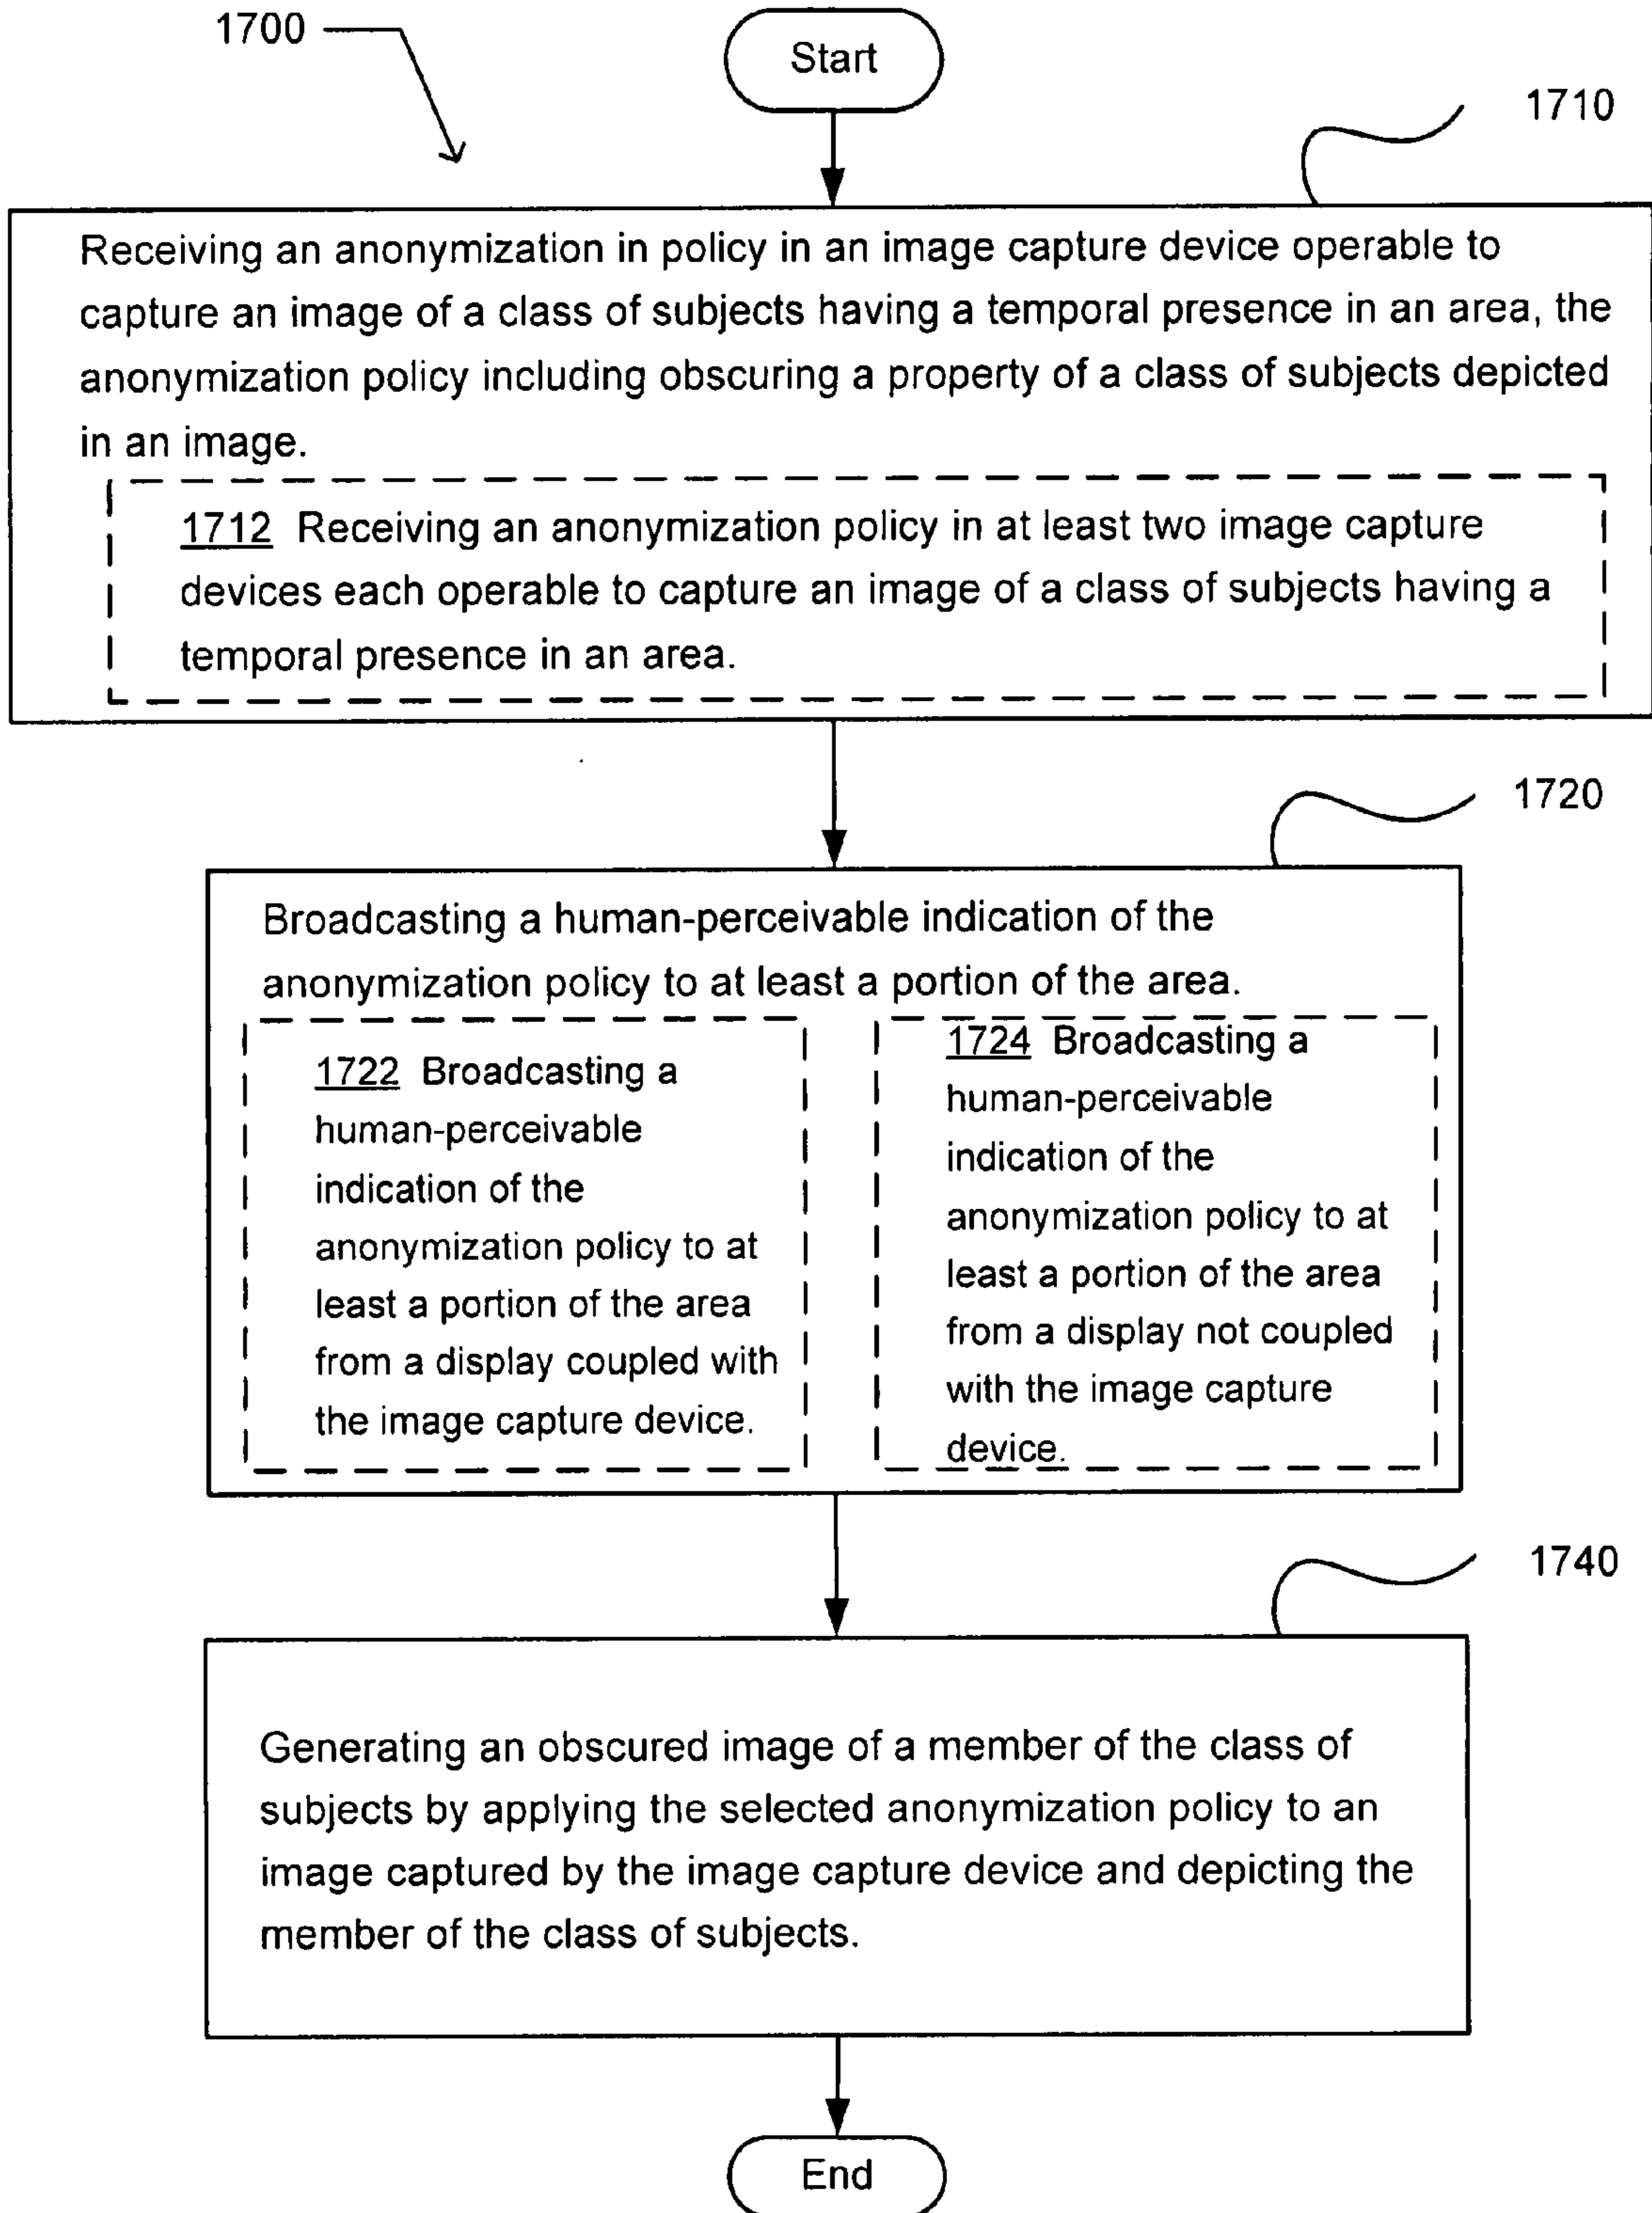 1700
Start
1710
Receiving an anonymization in policy in an image capture device operable to
capture an image of a class of subjects having a temporal presence in an area, the
anonymization policy including obscuring a property of a class of subjects depicted
in an image.
1712 Receiving an anonymization policy in at least two image capture
devices each operable to capture an image of a class of subjects having a
temporal presence in an area.
1720
Broadcasting a human-perceivable indication of the
anonymization policy to at least a portion of the area.
1722 Broadcasting a
human-perceivable
indication of the
anonymization policy to at
least a portion of the area
from a display coupled with
the image capture device.
1724 Broadcasting a
human-perceivable
indication of the
anonymization policy to at
least a portion of the area
from a display not coupled
with the image capture
device.
1740
Generating an obscured image of a member of the class of
subjects by applying the selected anonymization policy to an
image captured by the image capture device and depicting the
member of the class of subjects.
End